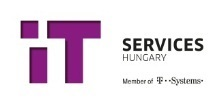 iT SERVICES
HUNGARY
Member of T··Systems·